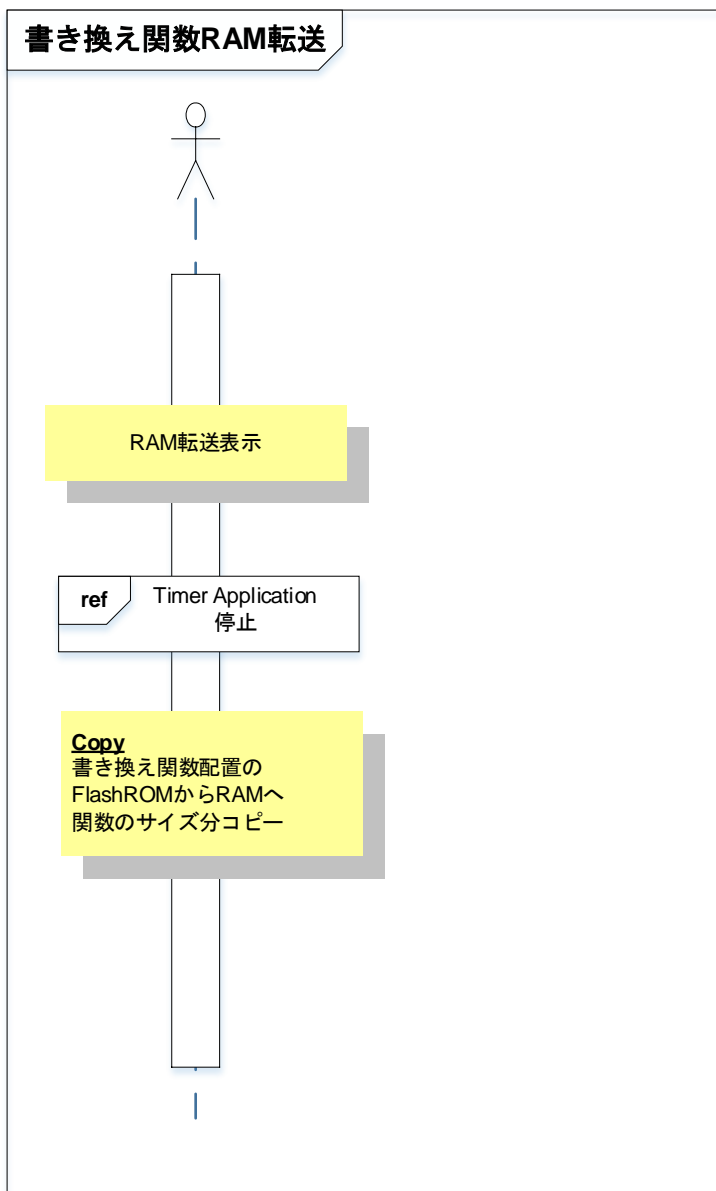 書き換え関数RAM転送
RAM転送表示
ref
Timer Application
停止
Copy
書き換え関数配置の
FlashROMからRAMへ
関数のサイズ分コピー